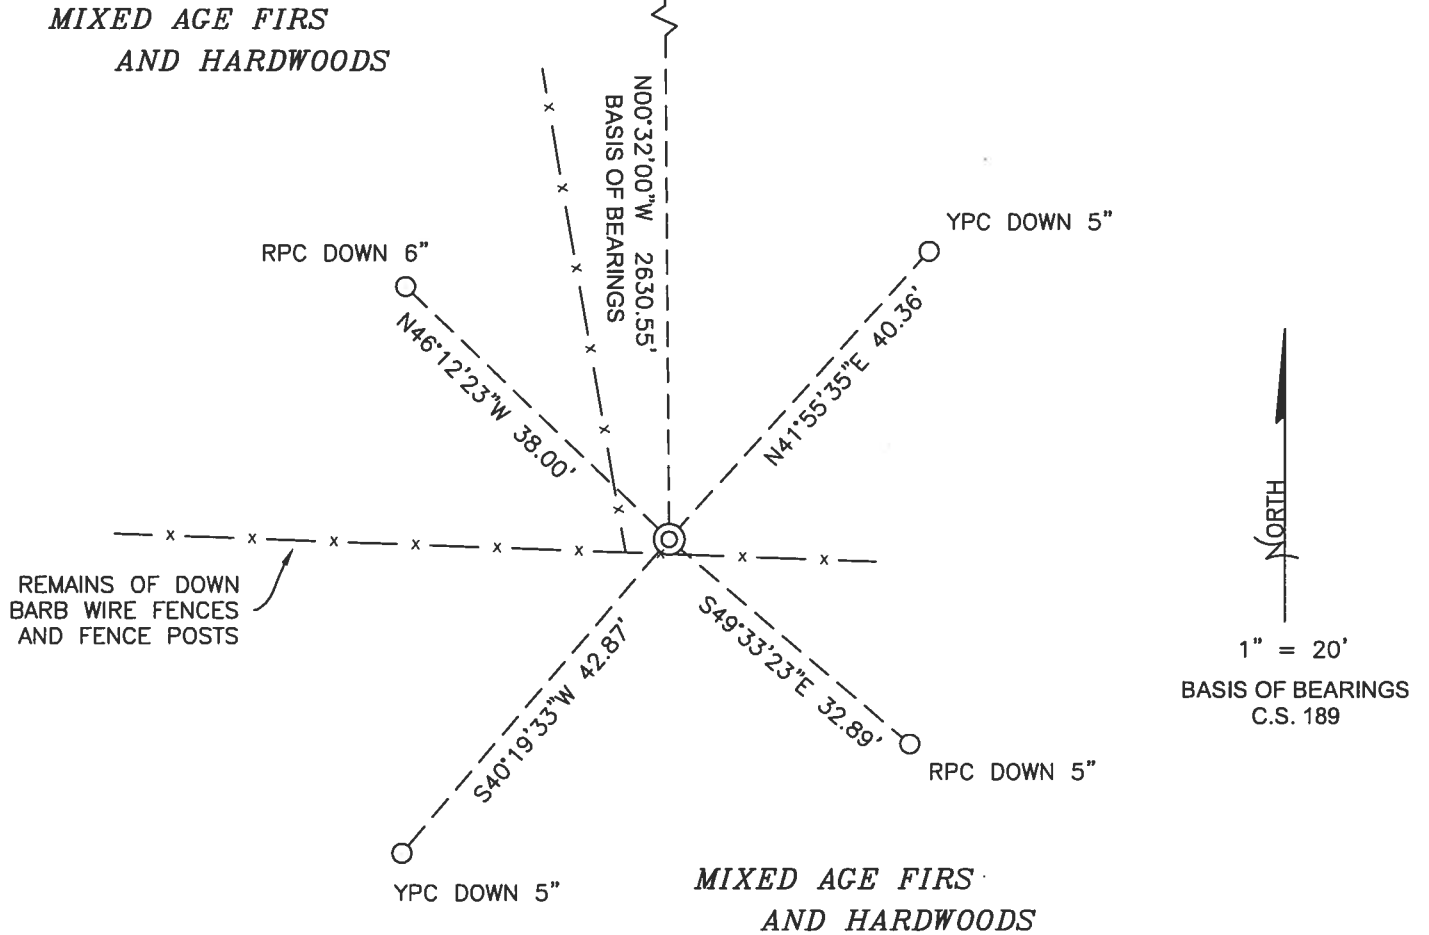 MIXED AGE FIRS
AND HARDWOODS
N00°32'00"W 2630.55'
BASIS OF BEARINGS
YPC DOWN 5"
RPC DOWN 6"
N46°12'23"W 38.00'
N41°55'35"E 40.36'
NORTH
REMAINS OF DOWN
BARB WIRE FENCES
AND FENCE POSTS
S40°19'33"W 42.87'
S49°33'23"E 32.89'
1" = 20'
BASIS OF BEARINGS
C.S. 189
RPC DOWN 5"
YPC DOWN 5"
MIXED AGE FIRS
AND HARDWOODS